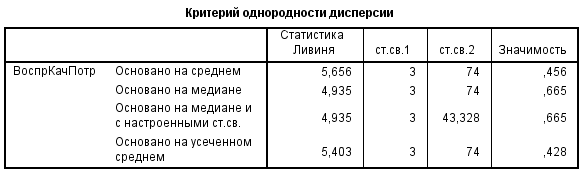 Критерий однородности дисперсии
Статистика Ливиня ст.св.1 ст.св.2 Значимость
ВоспрКачПотр Основано на среднем 5,656 3 74 ,456
Основано на медиане 4,935 3 74 ,665
Основано на медиане и с настроенными ст.св. 4,935 3 43,328 ,665
Основано на усеченном среднем 5,403 3 74 ,428